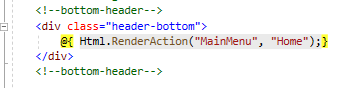 <!--bottom-header-->
<div class="header-bottom">
@{ Html.RenderAction("MainMenu", "Home");}
</div>
<!--bottom-header-->